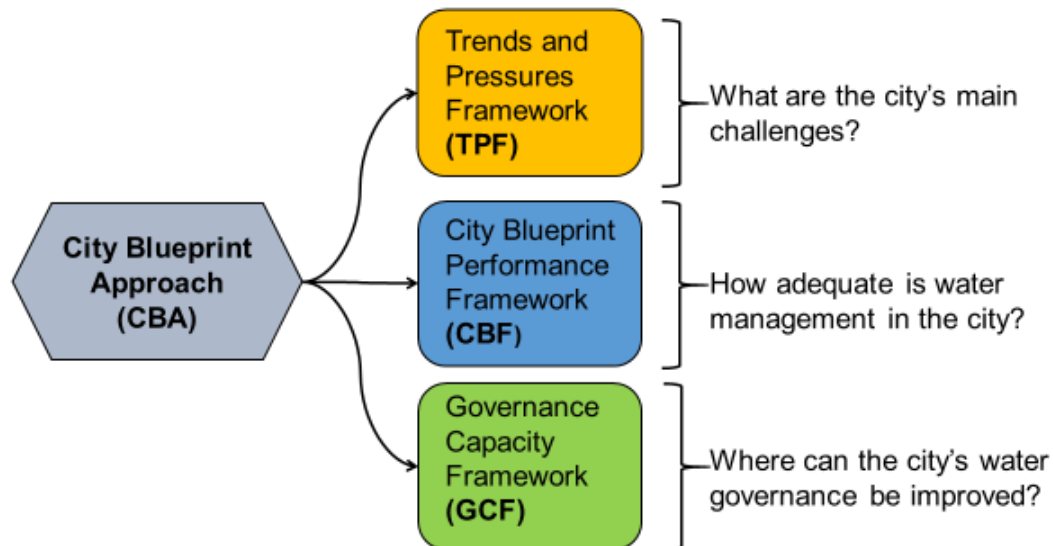 City Blueprint
Approach
(CBA)
Trends and
Pressures
Framework
(TPF)
What are the city's main
challenges?
City Blueprint
Performance
Framework
(CBF)
How adequate is water
management in the city?
Governance
Capacity
Framework
(GCF)
Where can the city's water
governance be improved?